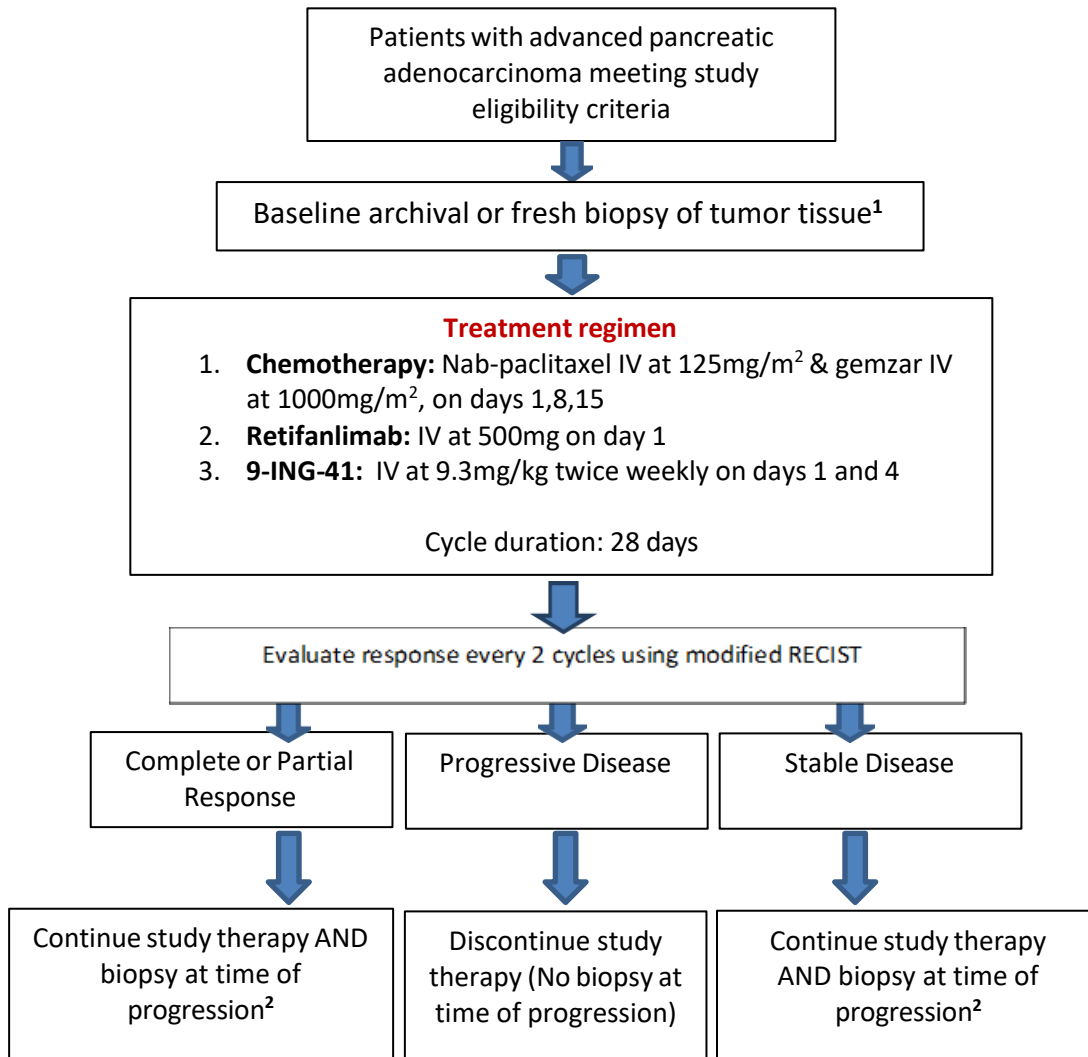 Patients with advanced pancreatic
adenocarcinoma meeting study
eligibility criteria
Baseline archival or fresh biopsy of tumor tissue¹
Treatment regimen
1. Chemotherapy: Nab-paclitaxel IV at 125mg/m² & gemzar IV
at 1000mg/m², on days 1,8,15
2. Retifanlimab: IV at 500mg on day 1
3. 9-ING-41: IV at 9.3mg/kg twice weekly on days 1 and 4
Cycle duration: 28 days
Evaluate response every 2 cycles using modified RECIST
Complete or Partial
Response
Progressive Disease
Stable Disease
Continue study therapy AND
biopsy at time of
progression²
Discontinue study
therapy (No biopsy at
time of progression)
Continue study therapy
AND biopsy at time of
progression²